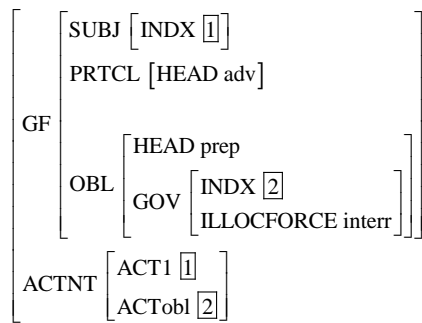 SUBJ [INDX 1]
PRTCL [HEAD adv]
GF
HEAD prep
OBL
GOV
INDX 2
ILLOCFORCE interr
ACTNT
ACT1 1
ACTobl 2